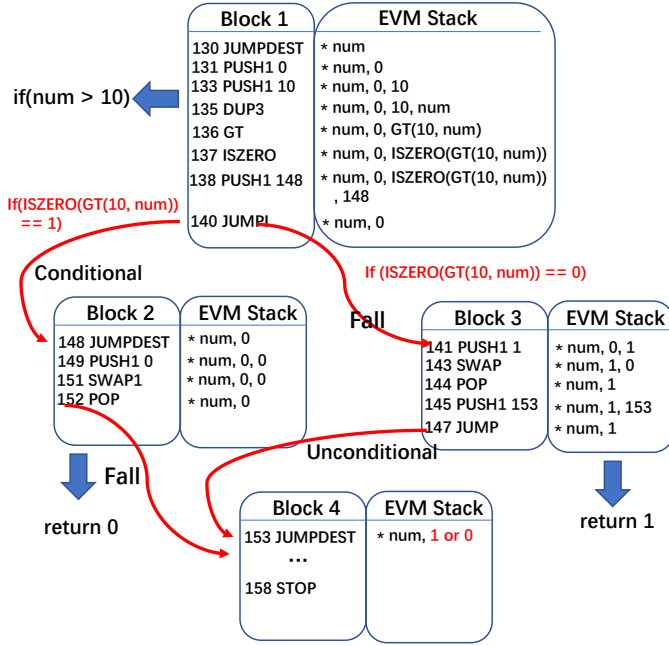 Block 1 EVM Stack
130 JUMPDEST * num
131 PUSH1 0 * num, 0
133 PUSH1 10 * num, 0, 10
135 DUP3 * num, 0, 10, num
136 GT * num, 0, GT(10, num)
137 ISZERO * num, 0, ISZERO(GT(10, num))
138 PUSH1 148 * num, 0, ISZERO(GT(10, num))
, 148
140 JUMPI * num, 0
if(num > 10)
If(ISZERO(GT(10, num))
== 1)
If (ISZERO(GT(10, num)) == 0)
Conditional
Fall
Block 2 EVM Stack
148 JUMPDEST * num, 0
149 PUSH1 0 * num, 0, 0
151 SWAP1 * num, 0, 0
152 POP * num, 0
Block 3 EVM Stack
141 PUSH1 1 * num, 0, 1
143 SWAP * num, 1, 0
144 POP * num, 1
145 PUSH1 153 * num, 1, 153
147 JUMP * num, 1
Unconditional
Fall
return 0
return 1
Block 4 EVM Stack
153 JUMPDEST * num, 1 or 0
...
158 STOP